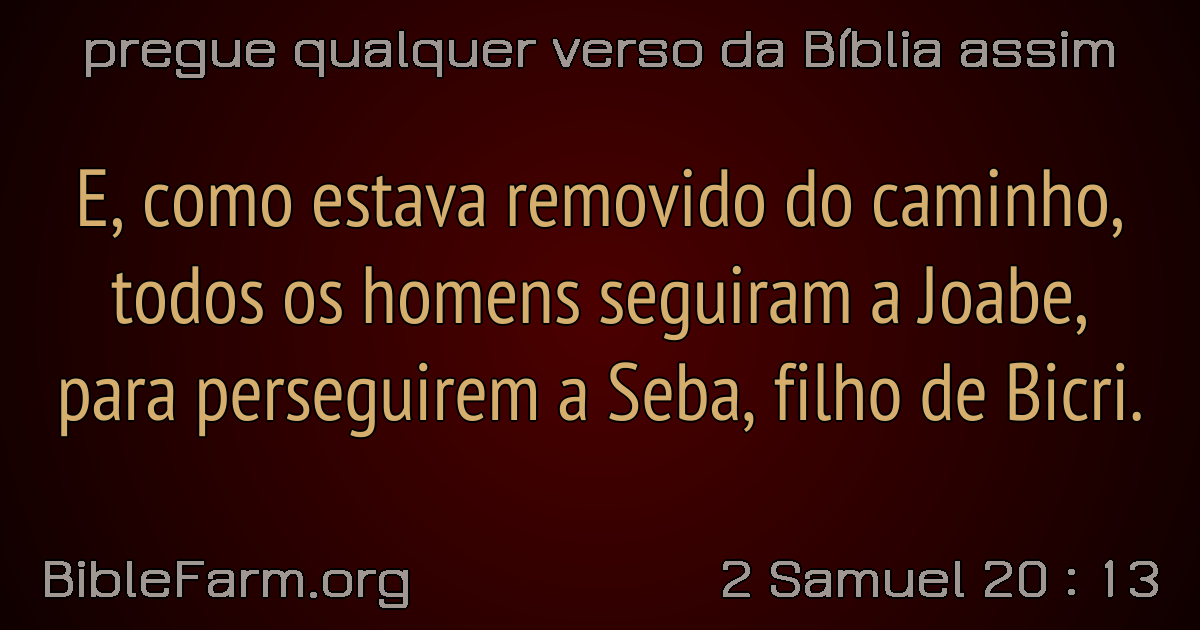 pregue qualquer verso da Bíblia assim
E, como estava removido do caminho,
todos os homens seguiram a Joabe,
para perseguirem a Seba, filho de Bicri.
BibleFarm.org
2 Samuel 20 : 13